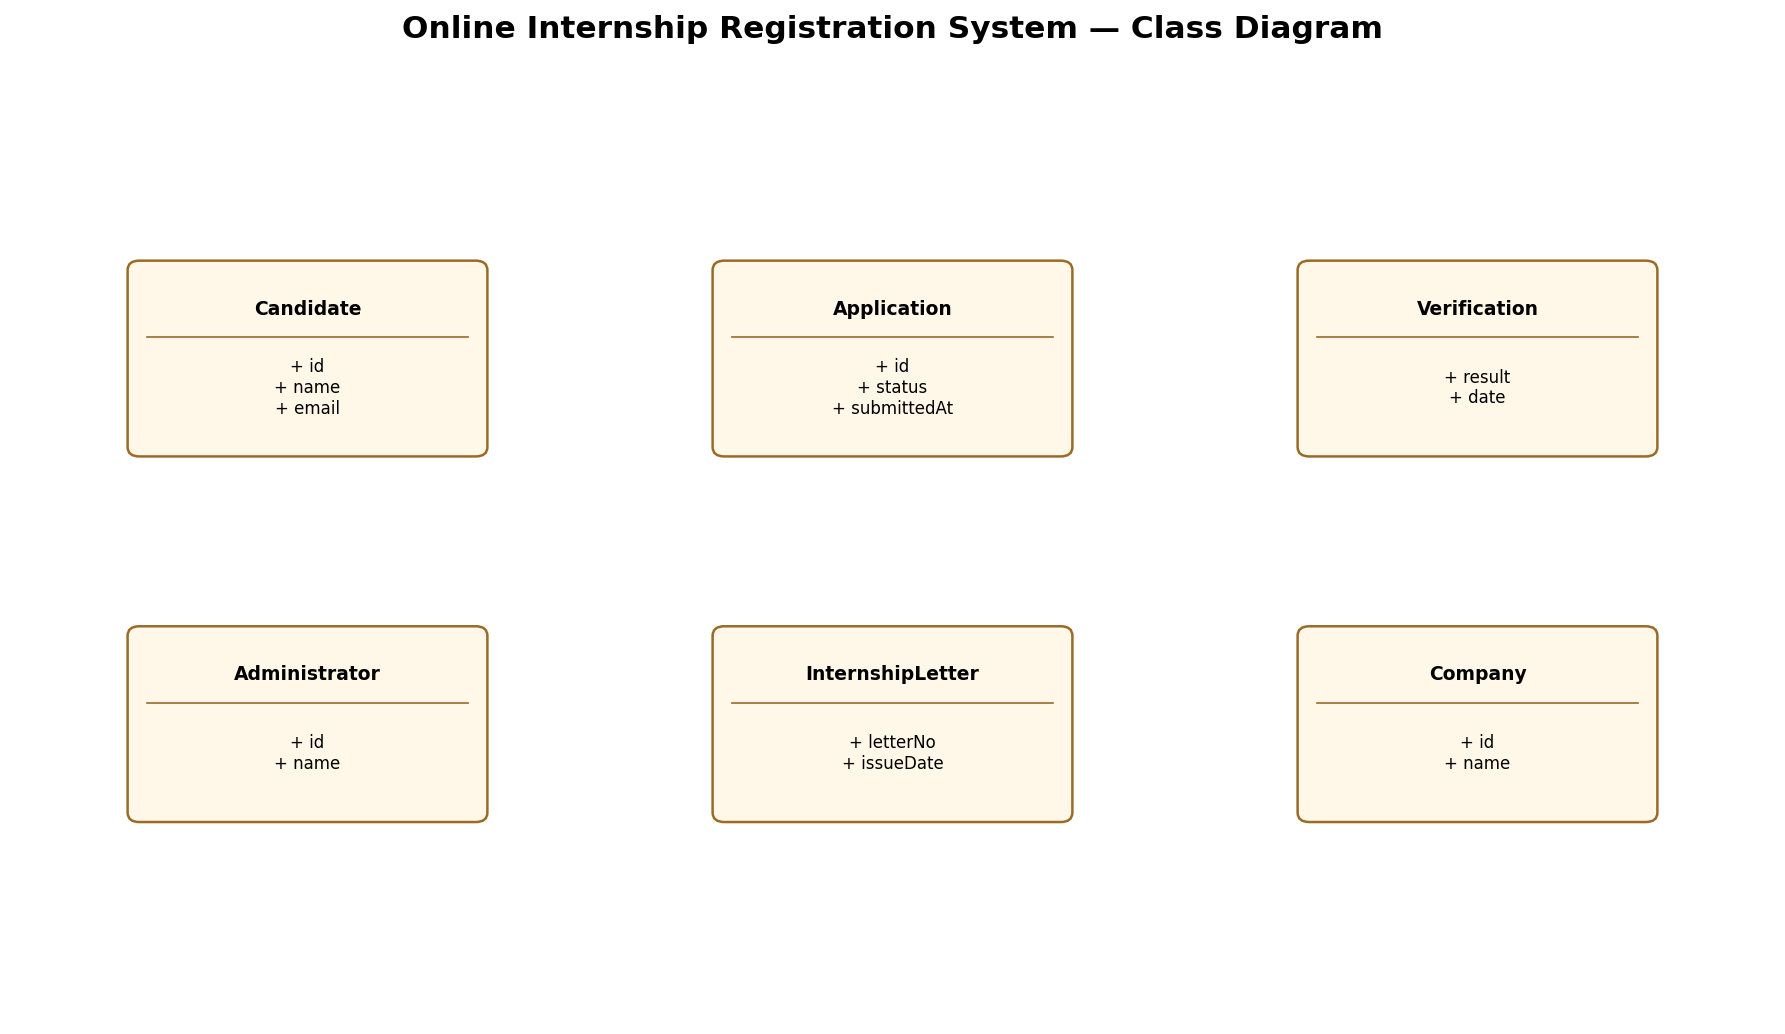 Online Internship Registration System — Class Diagram
Candidate
+ id
+ name
+ email
Application
+ id
+ status
+ submittedAt
Verification
+ result
+ date
Administrator
+ id
+ name
InternshipLetter
+ letterNo
+ issueDate
Company
+ id
+ name